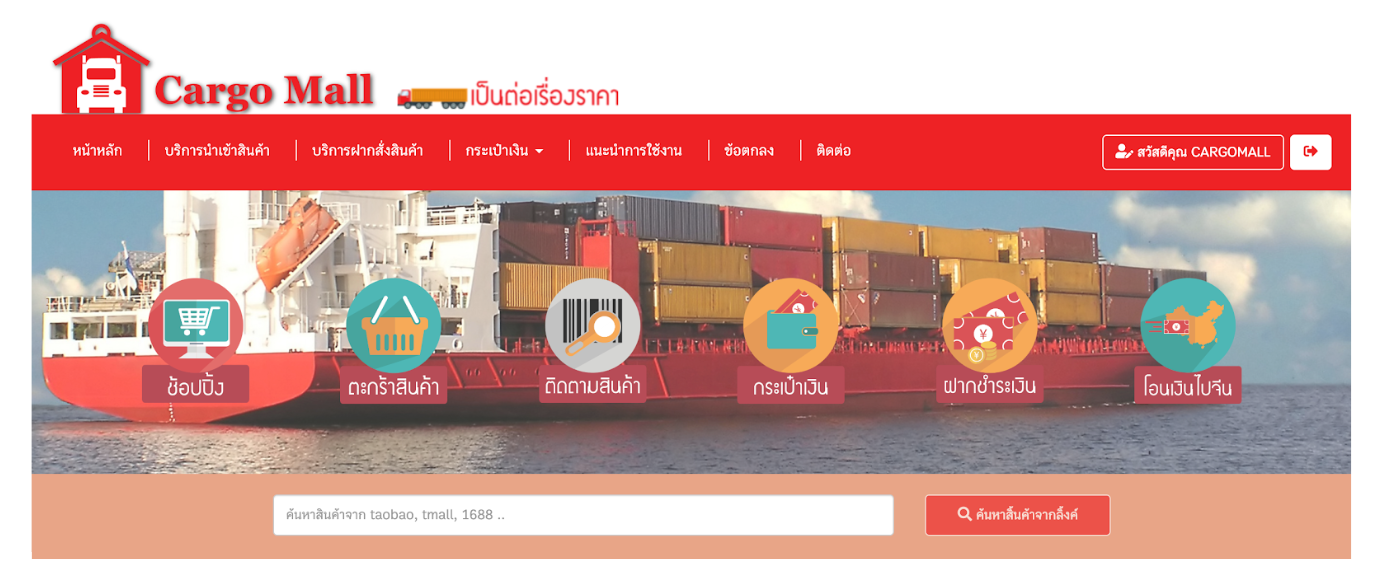 Cargo Mall
เป็นต่อเรื่องราคา
หน้าหลัก
บริการนำเข้าสินค้า
บริการฝากสั่งสินค้า
กระเป๋าเงิน
แนะนำการใช้งาน
ข้อตกลง
ติดต่อ
สวัสดีคุณ CARGOMALL
ช้อปปิ้ง
ตะกร้าสินค้า
ติดตามสินค้า
กระเป๋าเงิน
ฝากชำระเงิน
โอนเงินไปจีน
ค้นหาสินค้าจาก taobao, tmall, 1688 ..
ค้นหาสินค้าจากลิ้งค์